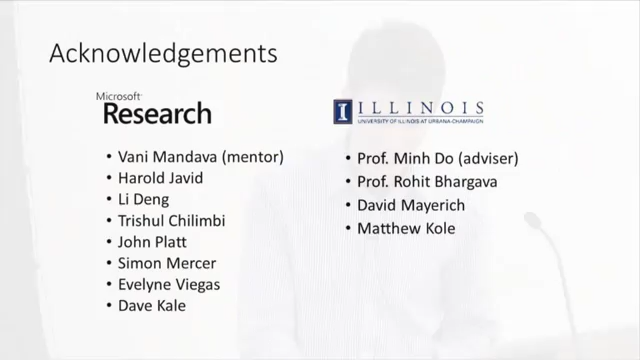 Acknowledgements
Microsoft
Research
• Vani Mandava (mentor)
• Harold Javid
• Li Deng
• Trishul Chilimbi
• John Platt
• Simon Mercer
• Evelyne Viegas
• Dave Kale
I ILLINOIS
UNIVERSITY OF ILLINOIS AT URBANA-CHAMPAIGN
• Prof. Minh Do (adviser)
• Prof. Rohit Bhargava
• David Mayerich
• Matthew Kole